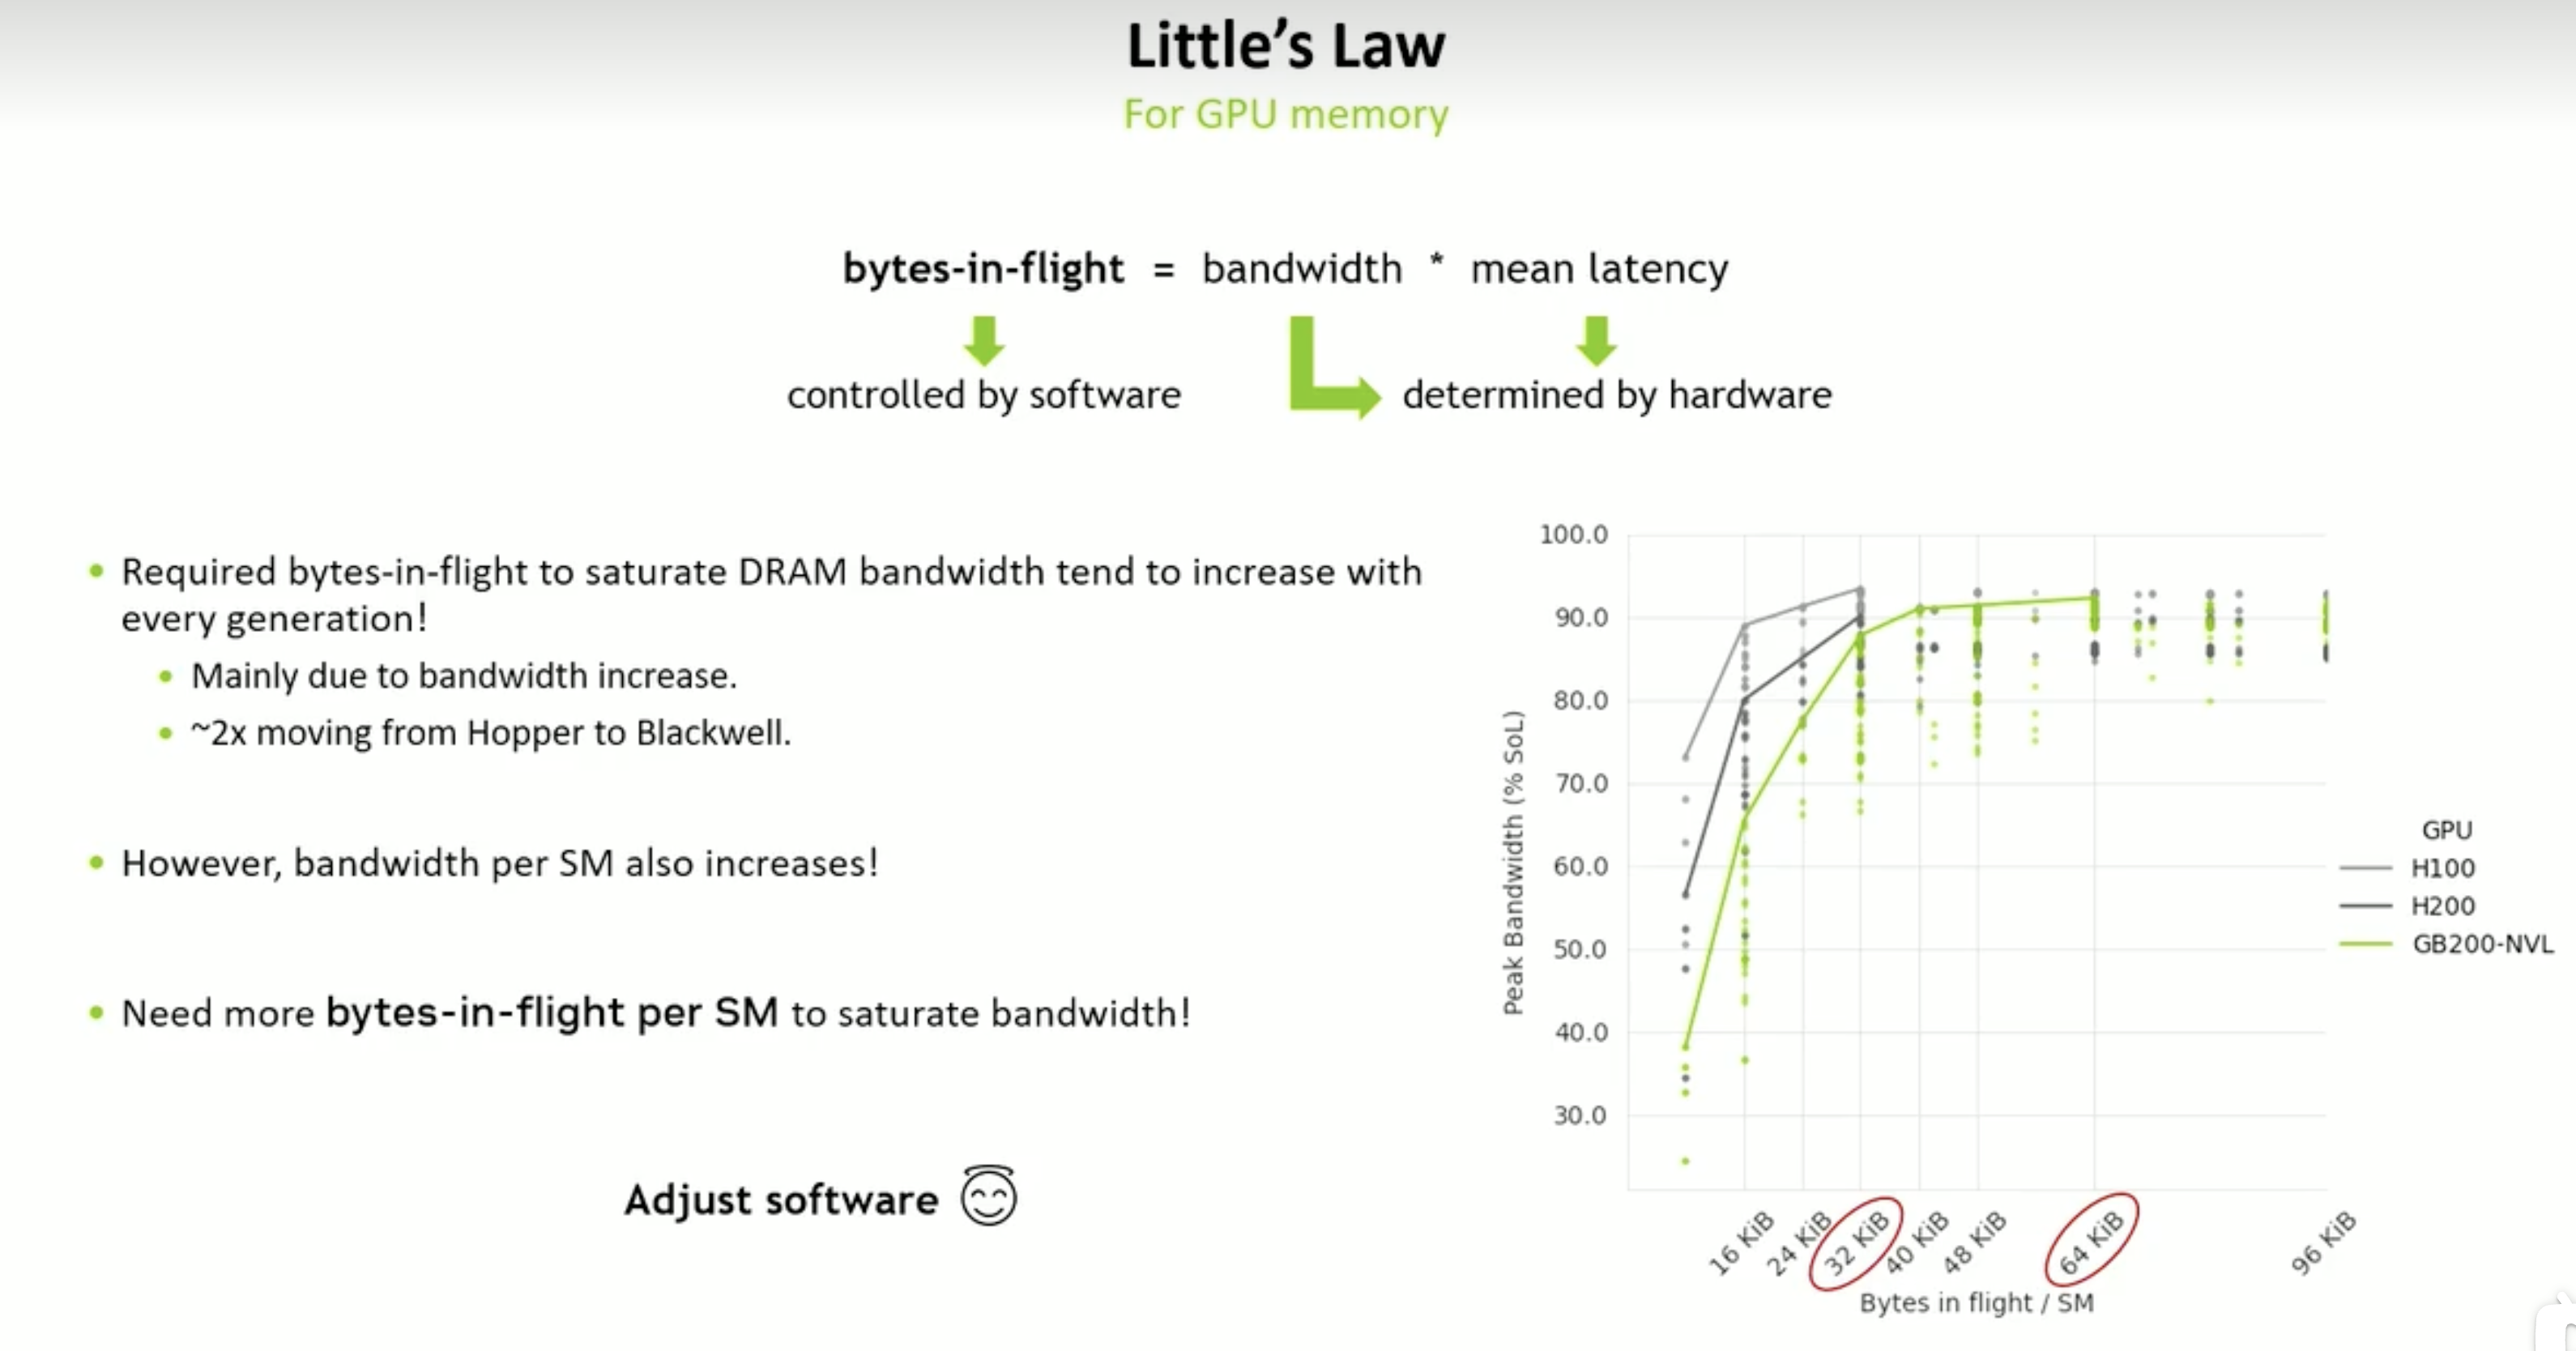 Little’s Law
For GPU memory
bytes-in-flight = bandwidth * mean latency
controlled by software
determined by hardware
Required bytes-in-flight to saturate DRAM bandwidth tend to increase with
every generation!
Mainly due to bandwidth increase.
~2x moving from Hopper to Blackwell.
However, bandwidth per SM also increases!
Need more bytes-in-flight per SM to saturate bandwidth!
Adjust software
Peak Bandwidth (% SoL)
100.0
90.0
80.0
70.0
60.0
50.0
40.0
30.0
16 KiB
24 KiB
32 KiB
40 KiB
48 KiB
64 KiB
96 KiB
Bytes in flight / SM
GPU
H100
H200
GB200-NVL